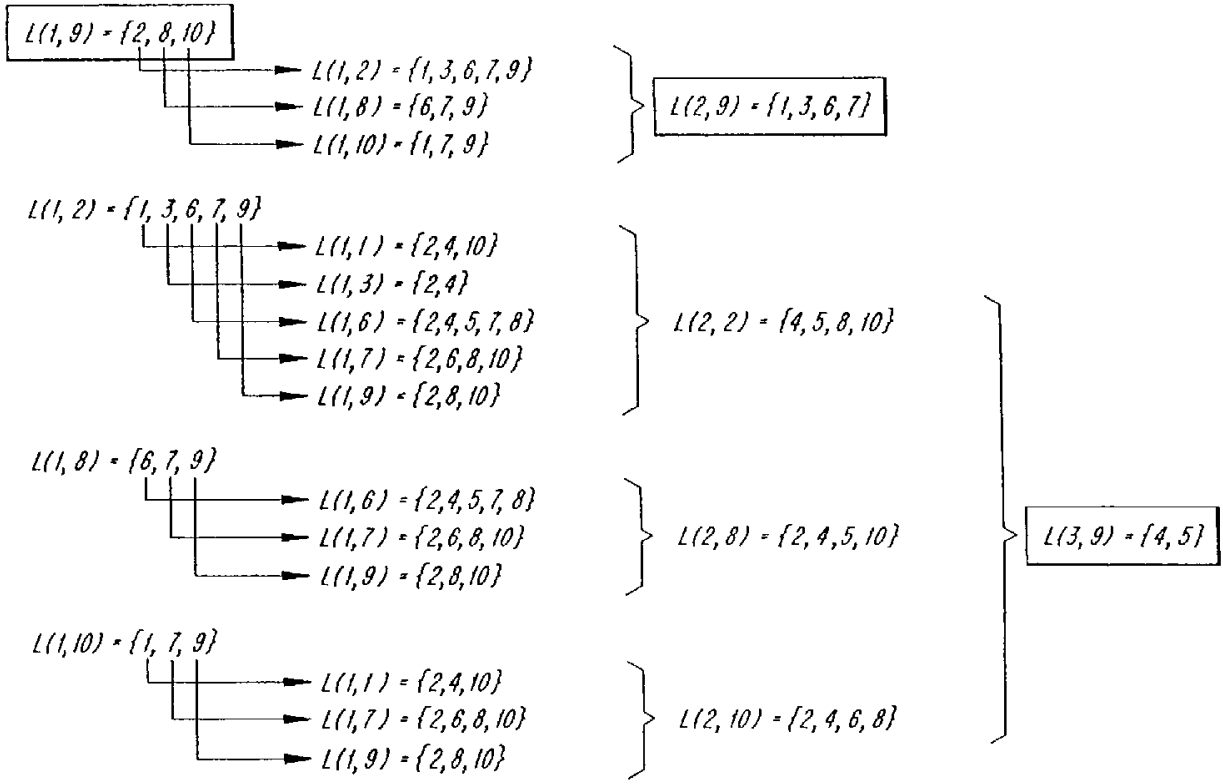 L(1,9) = {2,8,10}
L(1,2) = {1,3,6,7,9}
L(1,8) = {6,7,9}
L(1,10) = {1,7,9}
L(2,9) = {1,3,6,7}
L(1,2) = {1,3,6,7,9}
L(1,1) = {2,4,10}
L(1,3) = {2,4}
L(1,6) = {2,4,5,7,8}
L(1,7) = {2,6,8,10}
L(1,9) = {2,8,10}
L(2,2) = {4,5,8,10}
L(1,8) = {6,7,9}
L(1,6) = {2,4,5,7,8}
L(1,7) = {2,6,8,10}
L(1,9) = {2,8,10}
L(2,8) = {2,4,5,10}
L(3,9) = {4,5}
L(1,10) = {1,7,9}
L(1,1) = {2,4,10}
L(1,7) = {2,6,8,10}
L(1,9) = {2,8,10}
L(2,10) = {2,4,6,8}